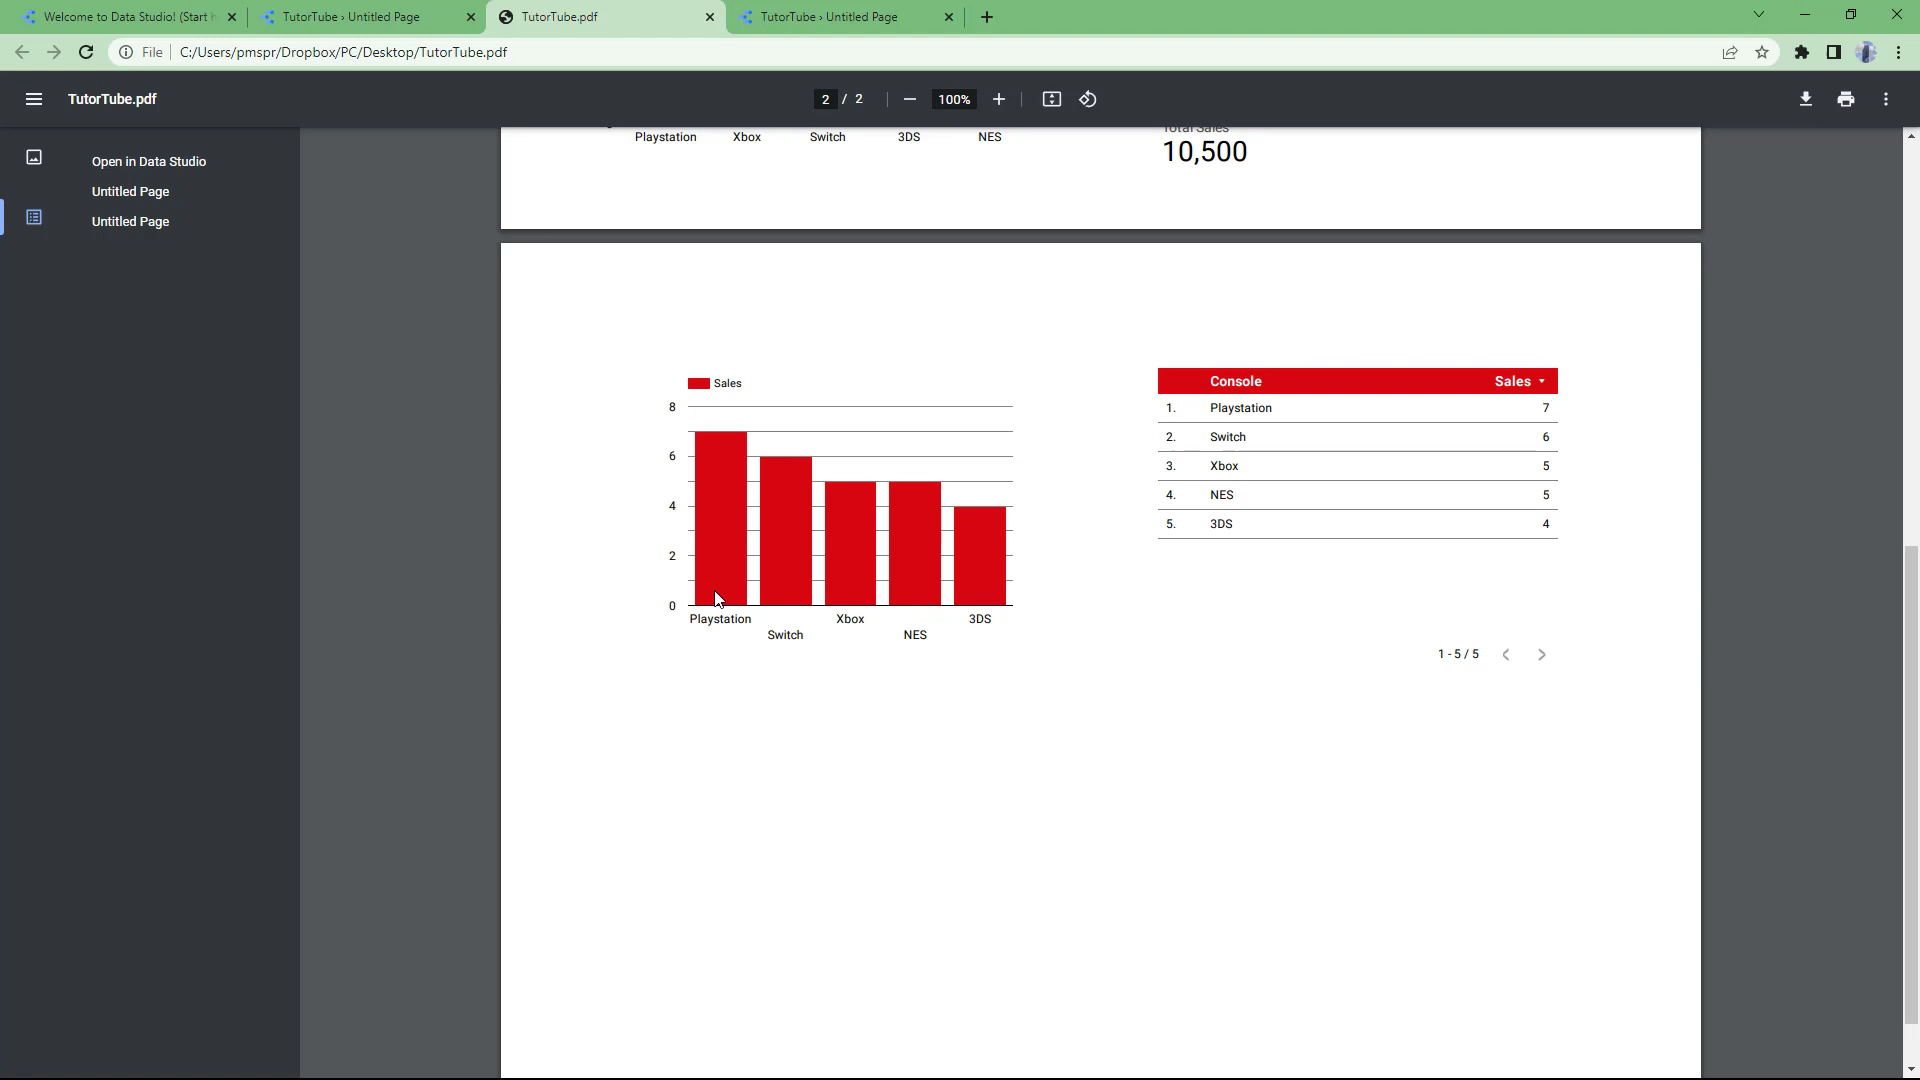 Welcome to Data Studio! (Start h
TutorTube › Untitled Page
TutorTube.pdf
TutorTube › Untitled Page
File
C:/Users/pmspr/Dropbox/PC/Desktop/TutorTube.pdf
TutorTube.pdf
2 / 2
100%
Open in Data Studio
Untitled Page
Untitled Page
Playstation Xbox Switch 3DS NES
Total Sales
10,500
Sales
8
6
4
2
0
Playstation
Switch
Xbox
NES
3DS
Console Sales
1. Playstation 7
2. Switch 6
3. Xbox 5
4. NES 5
5. 3DS 4
1 - 5 / 5